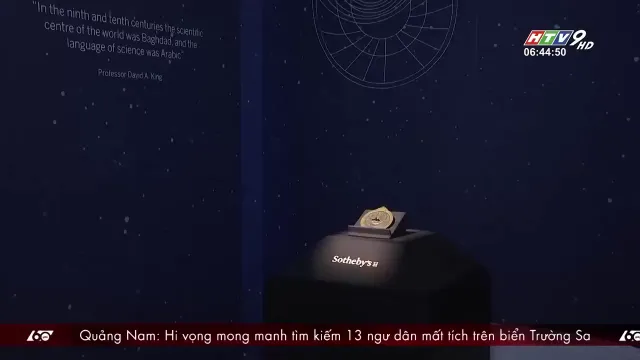 "In the ninth and tenth centuries the scientific
centre of the world was Baghdad, and the
language of science was Arabic"
Professor David A. King
HTV9 HD
06:44:50
Sotheby's
60
Quảng Nam: Hi vọng mong manh tìm kiếm 13 ngư dân mất tích trên biển Trường Sa